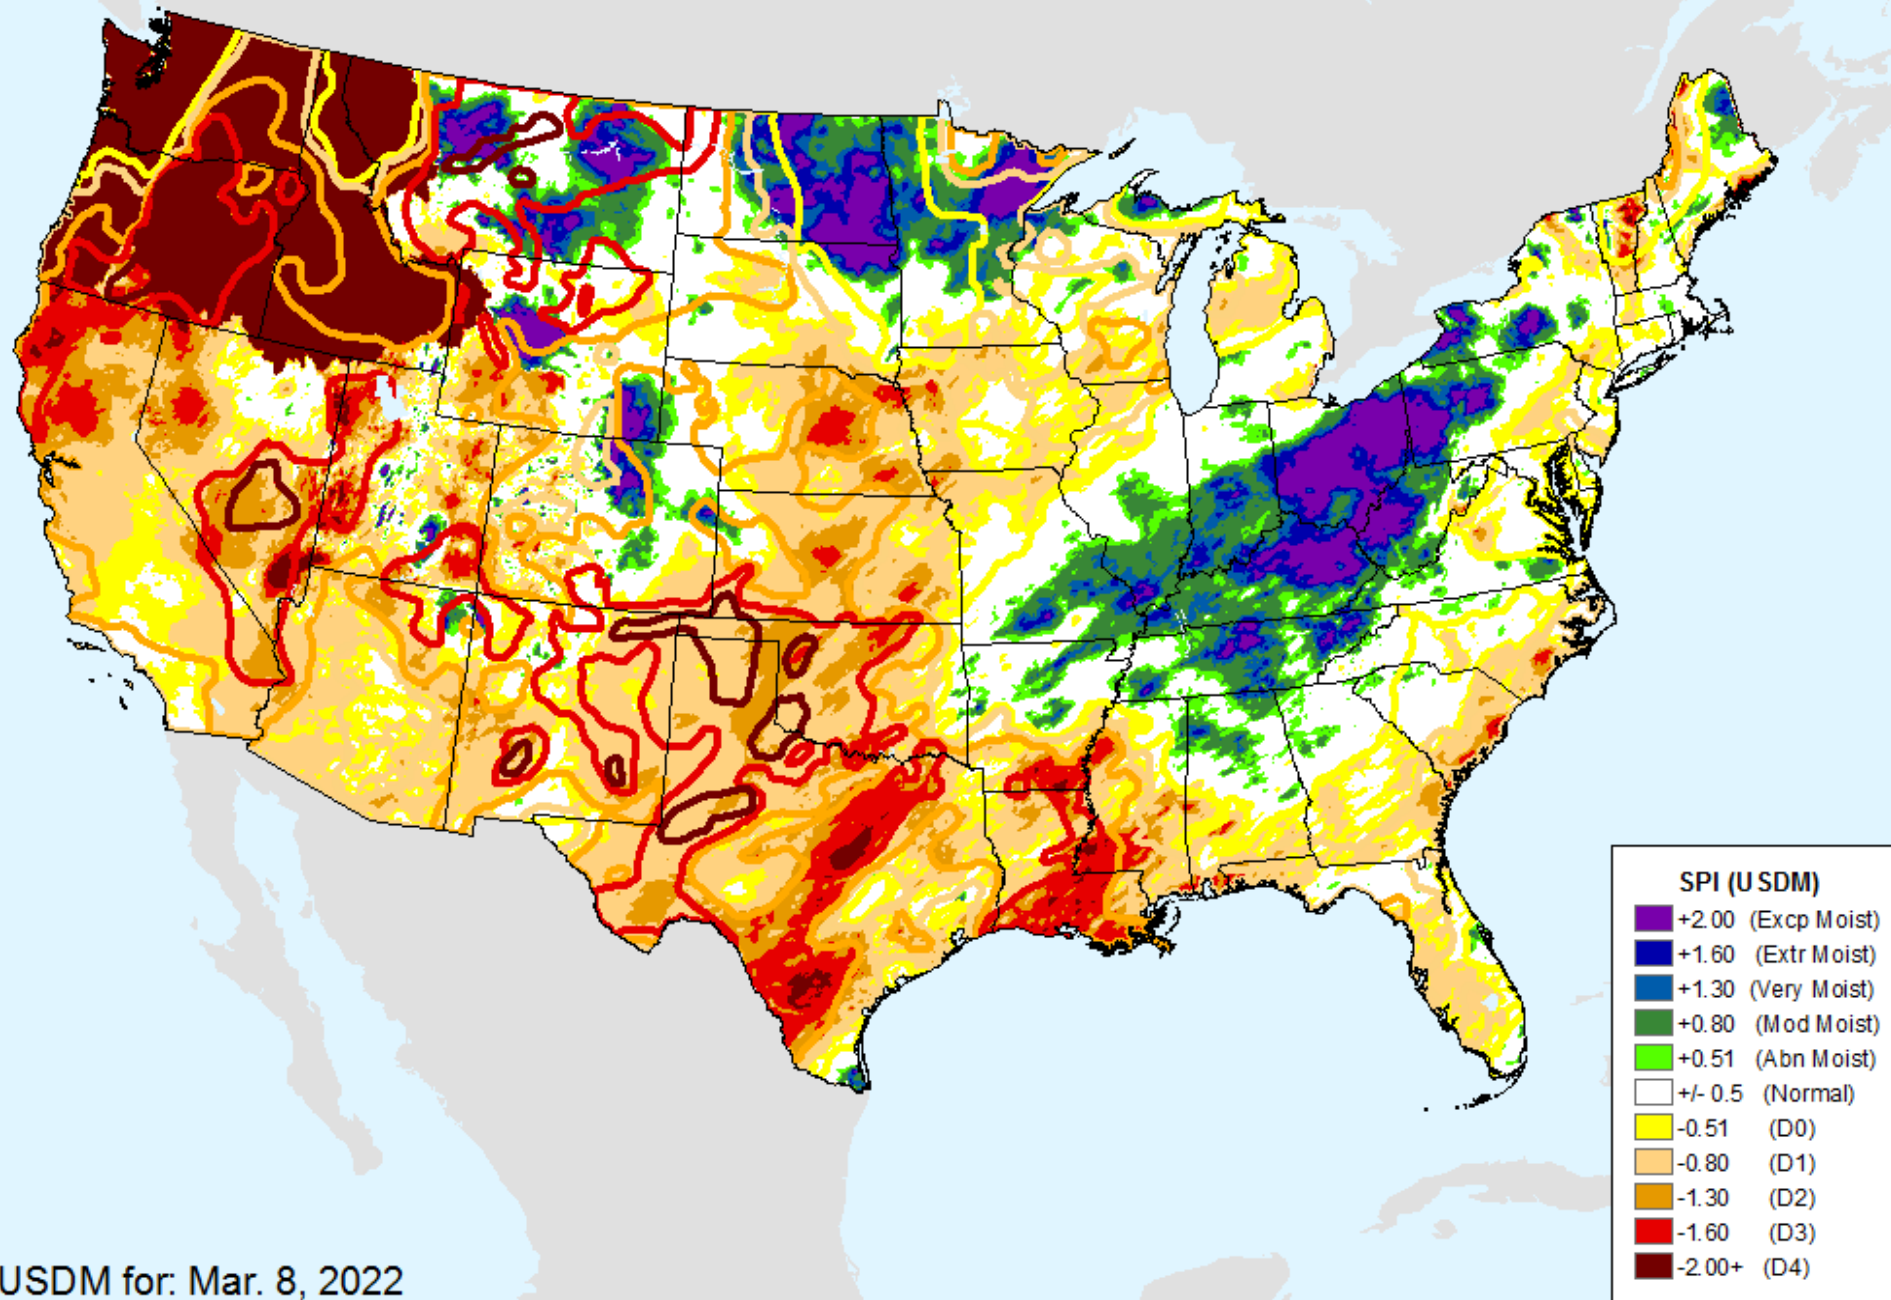 SPI (USDM)
+2.00 (Excp Moist)
+1.60 (Extr Moist)
+1.30 (Very Moist)
+0.80 (Mod Moist)
+0.51 (Abn Moist)
+/- 0.5 (Normal)
-0.51 (D0)
-0.80 (D1)
-1.30 (D2)
-1.60 (D3)
-2.00+ (D4)
USDM for: Mar. 8, 2022